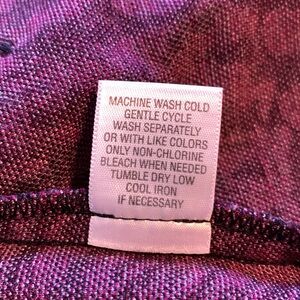 MACHINE WASH COLD
GENTLE CYCLE
WASH SEPARATELY
OR WITH LIKE COLORS
ONLY NON-CHLORINE
BLEACH WHEN NEEDED
TUMBLE DRY LOW
COOL IRON
IF NECESSARY